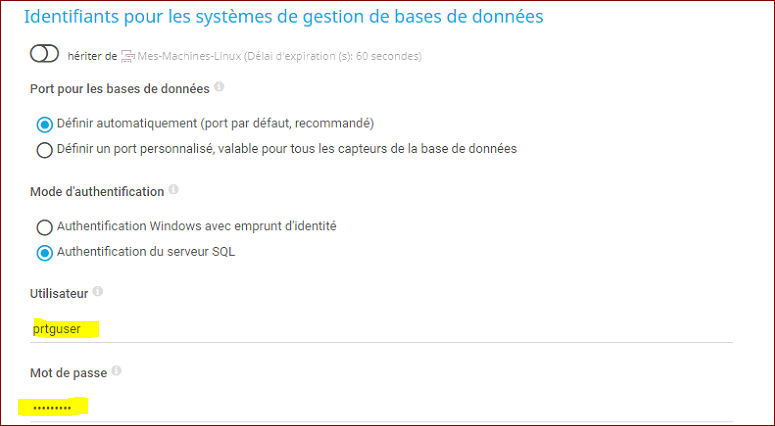 Identifiants pour les systèmes de gestion de bases de données
hériter de Mes-Machines-Linux (Délai d'expiration (s): 60 secondes)
Port pour les bases de données
Définir automatiquement (port par défaut, recommandé)
Définir un port personnalisé, valable pour tous les capteurs de la base de données
Mode d'authentification
Authentification Windows avec emprunt d'identité
Authentification du serveur SQL
Utilisateur
prtguser
Mot de passe
•••••••••